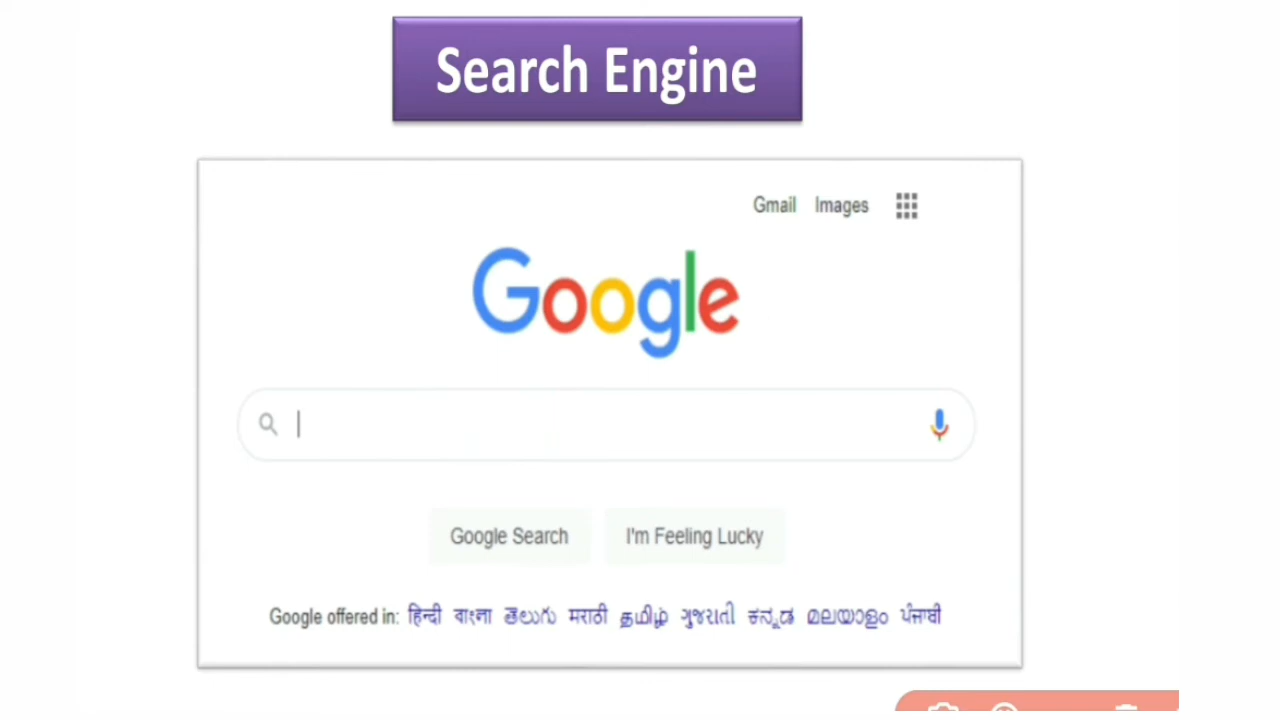 Search Engine
Gmail Images
Google
Google Search I'm Feeling Lucky
Google offered in: हिन्दी বাংলা తెలుగు मराठी தமிழ் ગુજરાતી ಕನ್ನಡ മലയാളം ਪੰਜਾਬੀ